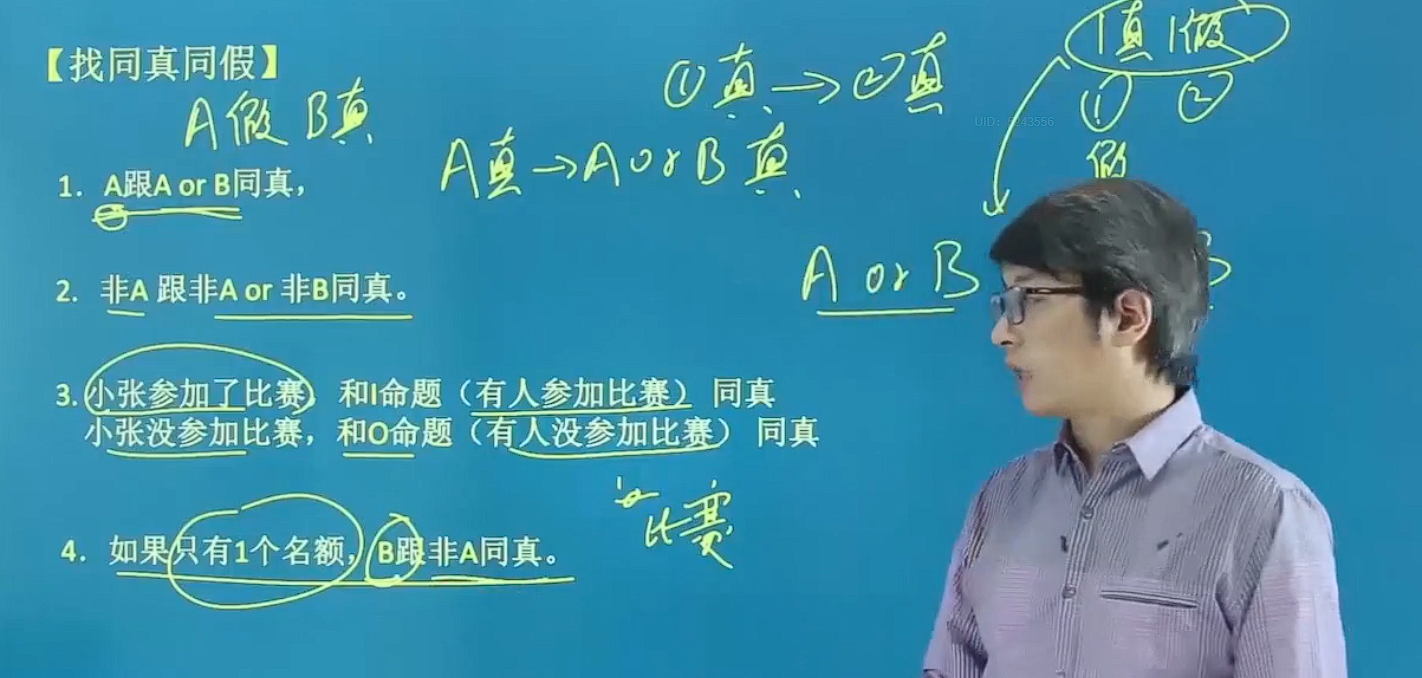 【找同真同假】
A假 B真
①真→②真
1真1假
① ②
假
UID:
A真→A or B 真
1. A跟A or B同真，
A or B
B
2. 非A 跟非A or 非B同真。
3. 小张参加了比赛，和I命题（有人参加比赛） 同真
小张没参加比赛，和O命题（有人没参加比赛） 同真
比赛
4. 如果只有1个名额，B跟非A同真。